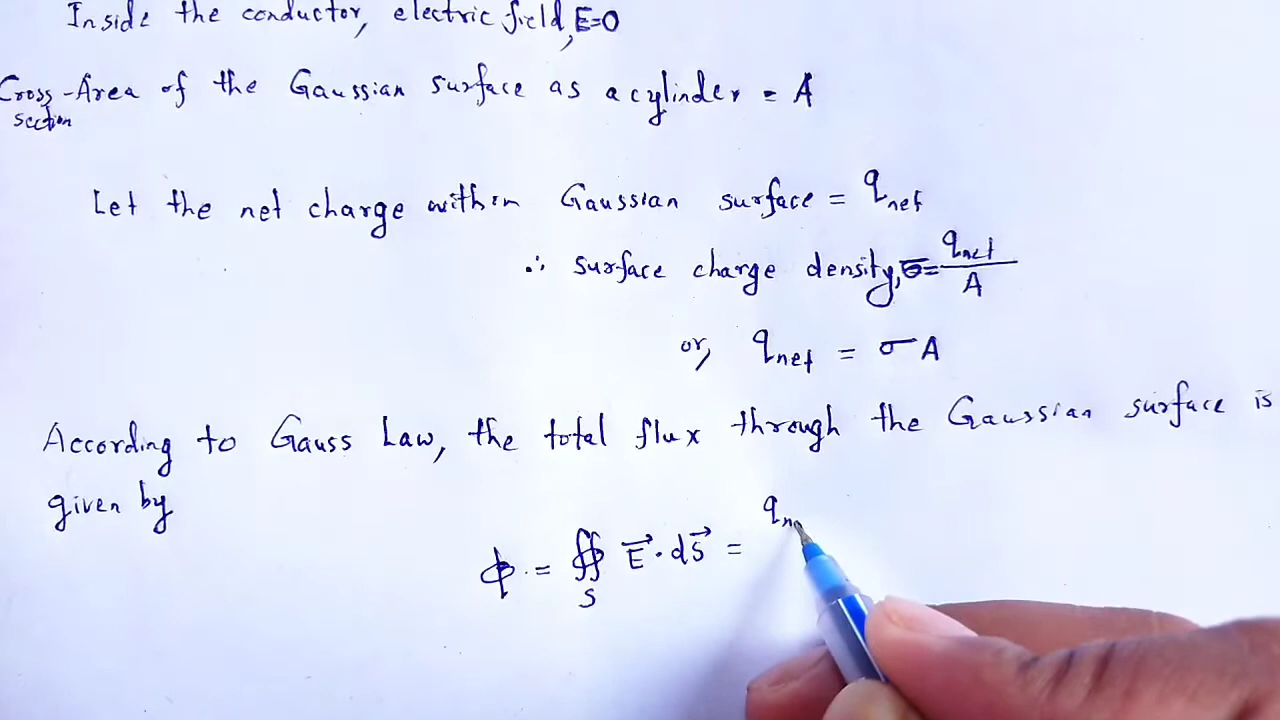 Inside the conductor, electric field, E=0
Cross-Area of the Gaussian surface as a cylinder = A
section
Let the net charge within Gaussian surface = qnet
∴ surface charge density, σ = qnet/A
or, qnet = σA
According to Gauss Law, the total flux through the Gaussian surface is
given by
ϕ = ∯ₛ E⃗ · dS⃗ = qn